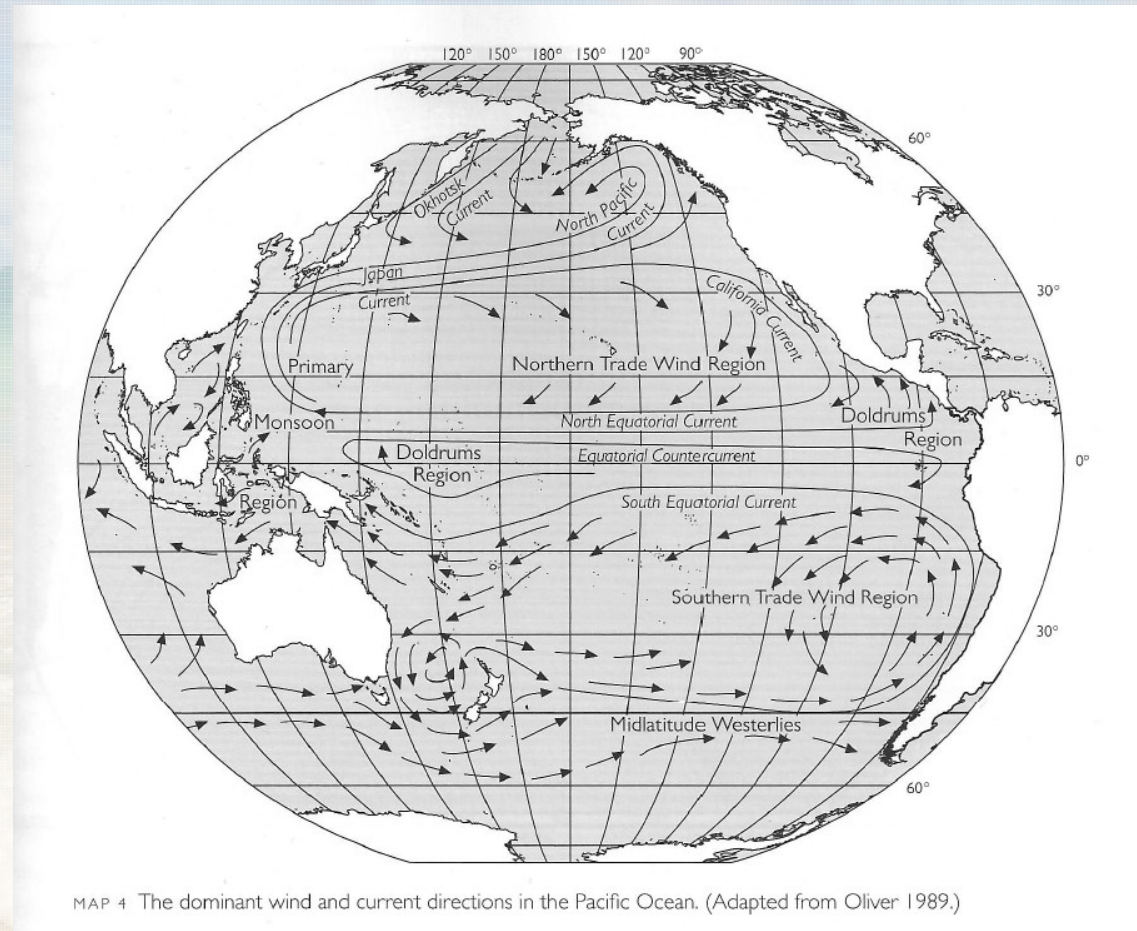 120° 150° 180° 150° 120° 90°
60°
Okhotsk
Current
North Pacific
Current
Japan
Current
30°
California Current
Primary
Northern Trade Wind Region
Monsoon
North Equatorial Current
Doldrums
Region
Doldrums
Region
Equatorial Countercurrent
0°
Region
South Equatorial Current
Southern Trade Wind Region
30°
Midlatitude Westerlies
60°
MAP 4 The dominant wind and current directions in the Pacific Ocean. (Adapted from Oliver 1989.)